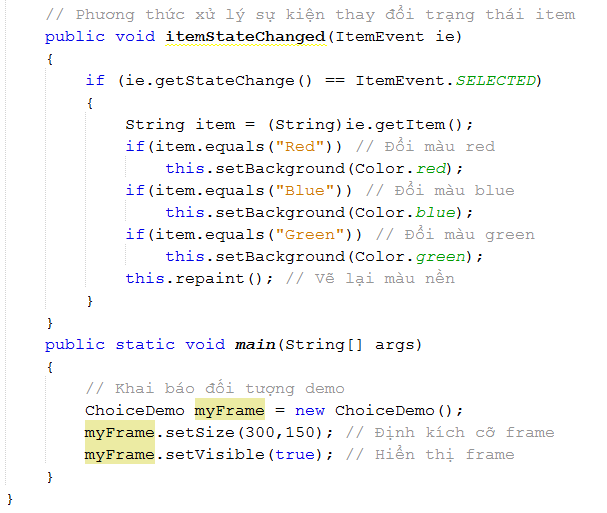 // Phương thức xử lý sự kiện thay đổi trạng thái item
public void itemStateChanged(ItemEvent ie)
{
if (ie.getStateChange() == ItemEvent.SELECTED)
{
String item = (String)ie.getItem();
if(item.equals("Red")) // Đổi màu red
this.setBackground(Color.red);
if(item.equals("Blue")) // Đổi màu blue
this.setBackground(Color.blue);
if(item.equals("Green")) // Đổi màu green
this.setBackground(Color.green);
this.repaint(); // Vẽ lại màu nền
}
}
public static void main(String[] args)
{
// Khai báo đối tượng demo
ChoiceDemo myFrame = new ChoiceDemo();
myFrame.setSize(300,150); // Định kích cỡ frame
myFrame.setVisible(true); // Hiển thị frame
}
}